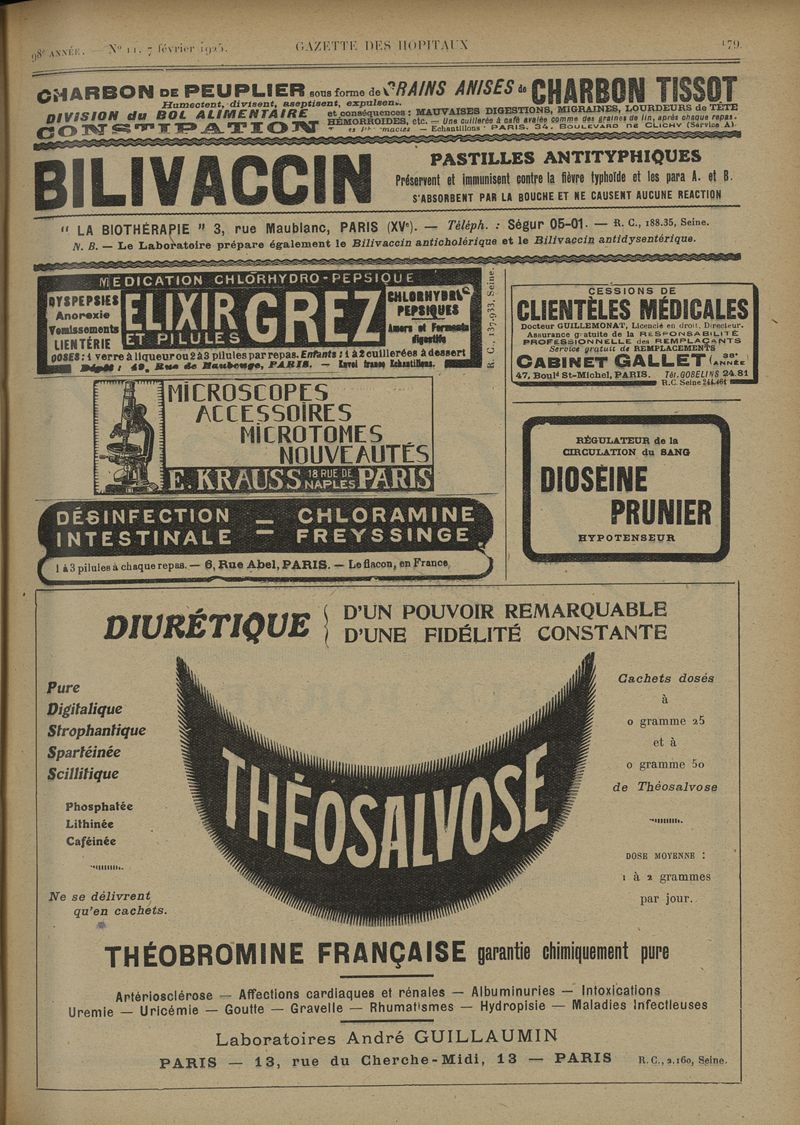 98e ANNÉE. — No 11. 7 février 1925.
GAZETTE DES HOPITAUX
179
CHARBON DE PEUPLIER sous forme de GRAINS ANISÉS de CHARBON TISSOT
Humectent, divisent, aseptisent, expulsent.
DIVISION du BOL ALIMENTAIRE et conséquences : MAUVAISES DIGESTIONS, MIGRAINES, LOURDEURS de TÊTE
HÉMORROIDES, etc. — Une cuillerée à café avalée comme des graines de lin, après chaque repas.
CONSTIPATION — Echantillons : PARIS, 34, BOULEVARD DE CLICHY (Service A).
BILIVACCIN
PASTILLES ANTITYPHIQUES
Préservent et immunisent contre la fièvre typhoïde et les para A. et B.
S'ABSORBENT PAR LA BOUCHE ET NE CAUSENT AUCUNE REACTION
“ LA BIOTHÉRAPIE ” 3, rue Maublanc, PARIS (XVe). — Téléph. : Ségur 05-01. — R. C., 188.35, Seine.
N. B. — Le Laboratoire prépare également le Bilivaccin anticholérique et le Bilivaccin antidysentérique.
MÉDICATION CHLORHYDRO-PEPSIQUE
DYSPEPSIES
Anorexie
Vomissements
LIENTÉRIE
ELIXIR GREZ
ET PILULES
CHLORHYDRO
PEPSIQUES
Amers et Ferments
digestifs
DOSES : 1 verre à liqueur ou 2 à 3 pilules par repas. Enfants : 1 à 2 cuillerées à dessert
Dépôt : 49, Rue de Maubeuge, PARIS. — Envoi franco Echantillons.
R. C., 137-933, Seine.
CESSIONS DE
CLIENTÈLES MÉDICALES
Docteur GUILLEMONAT, Licencié en droit, Directeur.
Assurance gratuite de la RESPONSABILITÉ
PROFESSIONNELLE des REMPLAÇANTS
Service gratuit de REMPLACEMENTS
CABINET GALLET (38e ANNÉE)
47, Boul^d St-Michel, PARIS. Tél. GOBELINS 24.81
R.C. Seine 244.461
MICROSCOPES
ACCESSOIRES
MICROTOMES
NOUVEAUTÉS
E. KRAUSS 18 RUE DE NAPLES PARIS
RÉGULATEUR de la
CIRCULATION du SANG
DIOSÉINE
PRUNIER
HYPOTENSEUR
DÉSINFECTION = CHLORAMINE
INTESTINALE = FREYSSINGE
1 à 3 pilules à chaque repas. — 6, Rue Abel, PARIS. — Le flacon, en France
DIURÉTIQUE { D'UN POUVOIR REMARQUABLE
D'UNE FIDÉLITÉ CONSTANTE
Pure
Digitalique
Strophantique
Spartéinée
Scillitique
Phosphatée
Lithinée
Caféinée
Ne se délivrent
qu'en cachets.
THÉOSALVOSE
Cachets dosés
à
0 gramme 25
et à
0 gramme 50
de Théosalvose
DOSE MOYENNE :
1 à 2 grammes
par jour.
THÉOBROMINE FRANÇAISE garantie chimiquement pure
Artériosclérose — Affections cardiaques et rénales — Albuminuries — Intoxications
Uremie — Uricémie — Goutte — Gravelle — Rhumatismes — Hydropisie — Maladies Infectieuses
Laboratoires André GUILLAUMIN
PARIS — 13, rue du Cherche-Midi, 13 — PARIS R. C., 2.160, Seine.